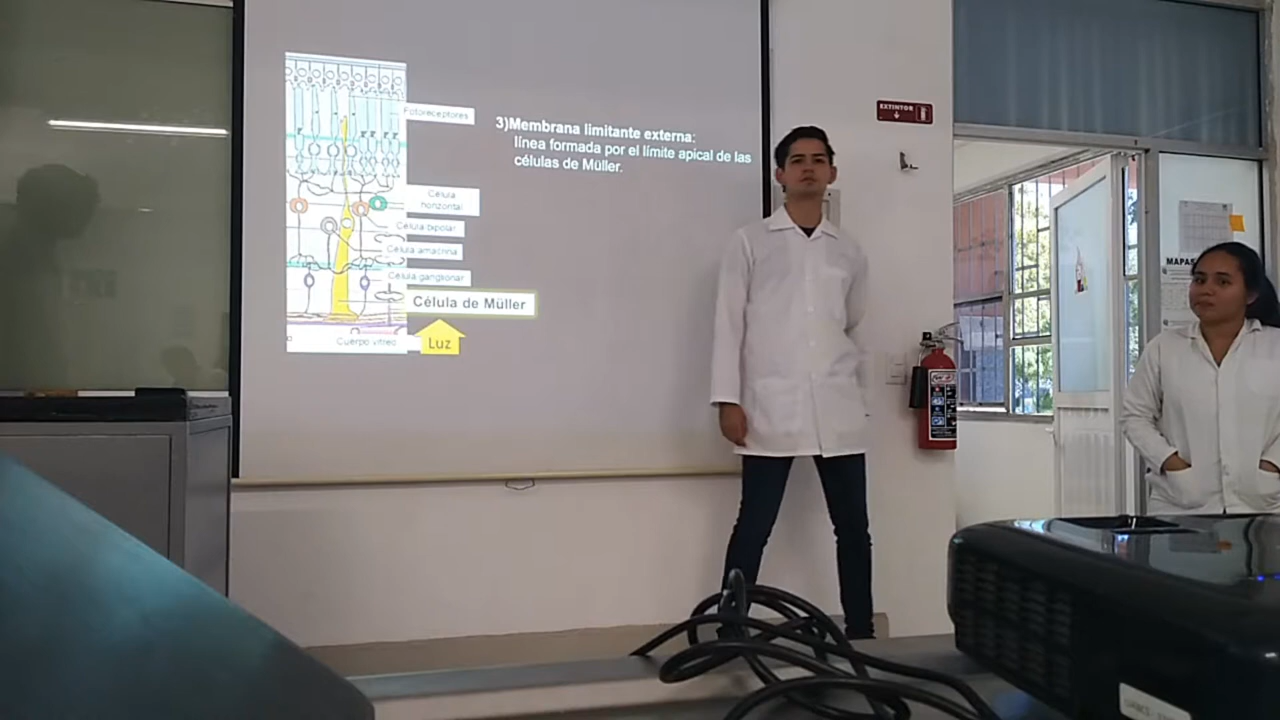 Fotoreceptores
3)Membrana limitante externa:
línea formada por el límite apical de las
células de Müller.
Célula
horizontal
Célula bipolar
Célula amacrina
Célula ganglionar
Célula de Müller
Luz
Cuerpo vítreo
EXTINTOR
MAPAS